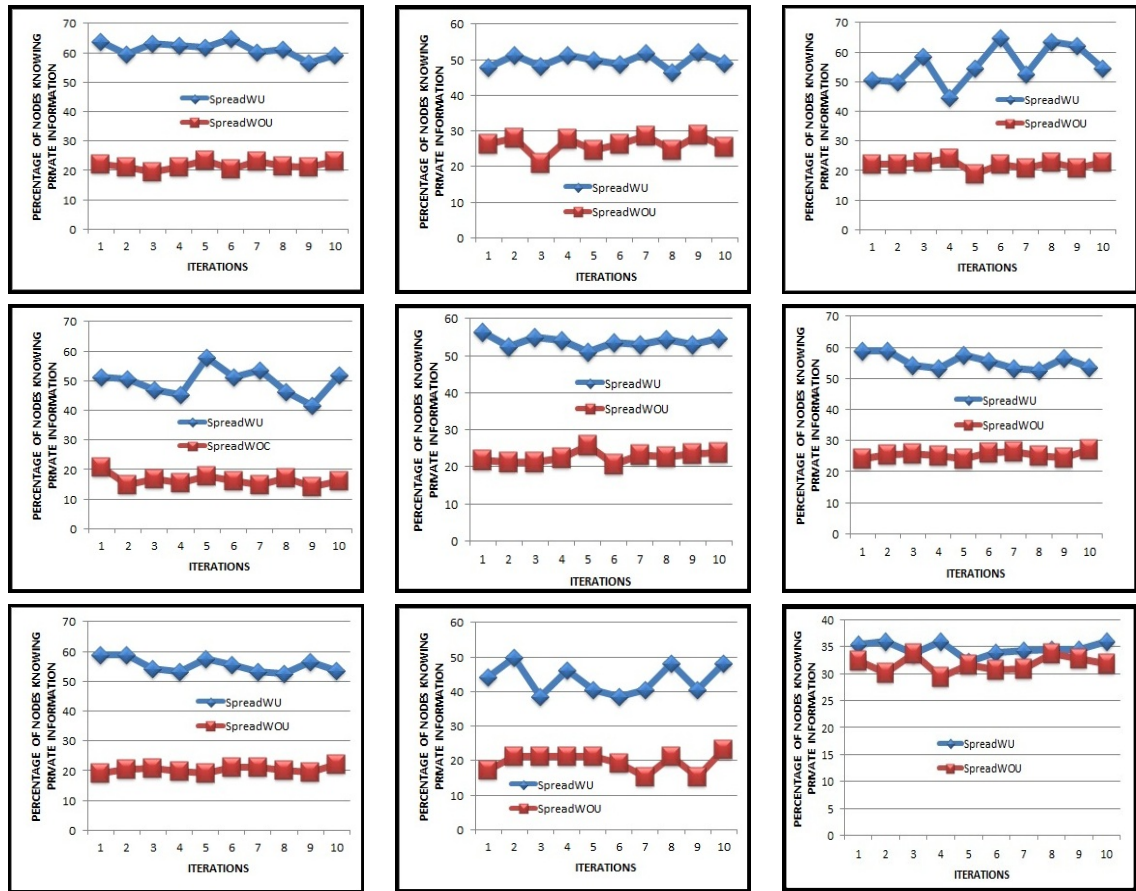 PERCENTAGE OF NODES KNOWING
PRIVATE INFORMATION
70
60
50
40
30
20
10
0
SpreadWU
SpreadWOU
1 2 3 4 5 6 7 8 9 10
ITERATIONS
PERCENTAGE OF NODES KNOWING
PRIVATE INFORMATION
60
50
40
30
20
10
0
SpreadWU
SpreadWOU
1 2 3 4 5 6 7 8 9 10
ITERATIONS
PERCENTAGE OF NODES KNOWING
PRIVATE INFORMATION
70
60
50
40
30
20
10
0
SpreadWU
SpreadWOU
1 2 3 4 5 6 7 8 9 10
ITERATIONS
PERCENTAGE OF NODES KNOWING
PRIVATE INFORMATION
70
60
50
40
30
20
10
0
SpreadWU
SpreadWOC
1 2 3 4 5 6 7 8 9 10
ITERATIONS
PERCENTAGE OF NODES KNOWING
PRIVATE INFORMATION
60
50
40
30
20
10
0
SpreadWU
SpreadWOU
1 2 3 4 5 6 7 8 9 10
ITERATIONS
PERCENTAGE OF NODES KNOWING
PRIVATE INFORMATION
70
60
50
40
30
20
10
0
SpreadWU
SpreadWOU
1 2 3 4 5 6 7 8 9 10
ITERATIONS
PERCENTAGE OF NODES KNOWING
PRIVATE INFORMATION
70
60
50
40
30
20
10
0
SpreadWU
SpreadWOU
1 2 3 4 5 6 7 8 9 10
ITERATIONS
PERCENTAGE OF NODES KNOWING
PRIVATE INFORMATION
60
50
40
30
20
10
0
SpreadWU
SpreadWOU
1 2 3 4 5 6 7 8 9 10
ITERATIONS
PERCENTAGE OF NODES KNOWING
PRIVATE INFORMATION
40
35
30
25
20
15
10
5
0
SpreadWU
SpreadWOU
1 2 3 4 5 6 7 8 9 10
ITERATIONS